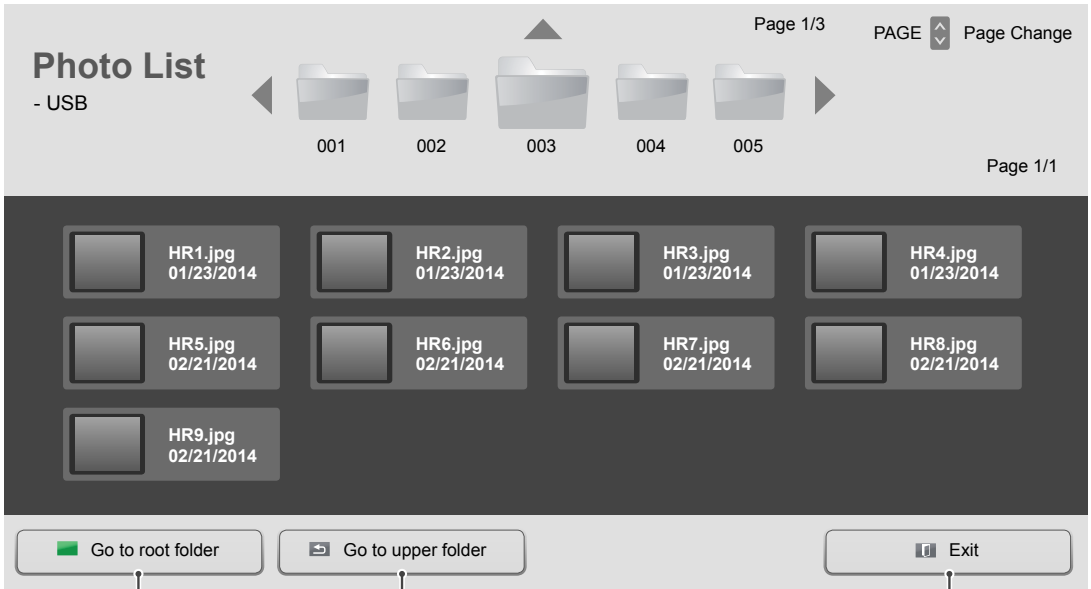 Page 1/3
PAGE Page Change
Photo List
- USB
001 002 003 004 005
Page 1/1
HR1.jpg
01/23/2014
HR2.jpg
01/23/2014
HR3.jpg
01/23/2014
HR4.jpg
01/23/2014
HR5.jpg
02/21/2014
HR6.jpg
02/21/2014
HR7.jpg
02/21/2014
HR8.jpg
02/21/2014
HR9.jpg
02/21/2014
Go to root folder
Go to upper folder
Exit